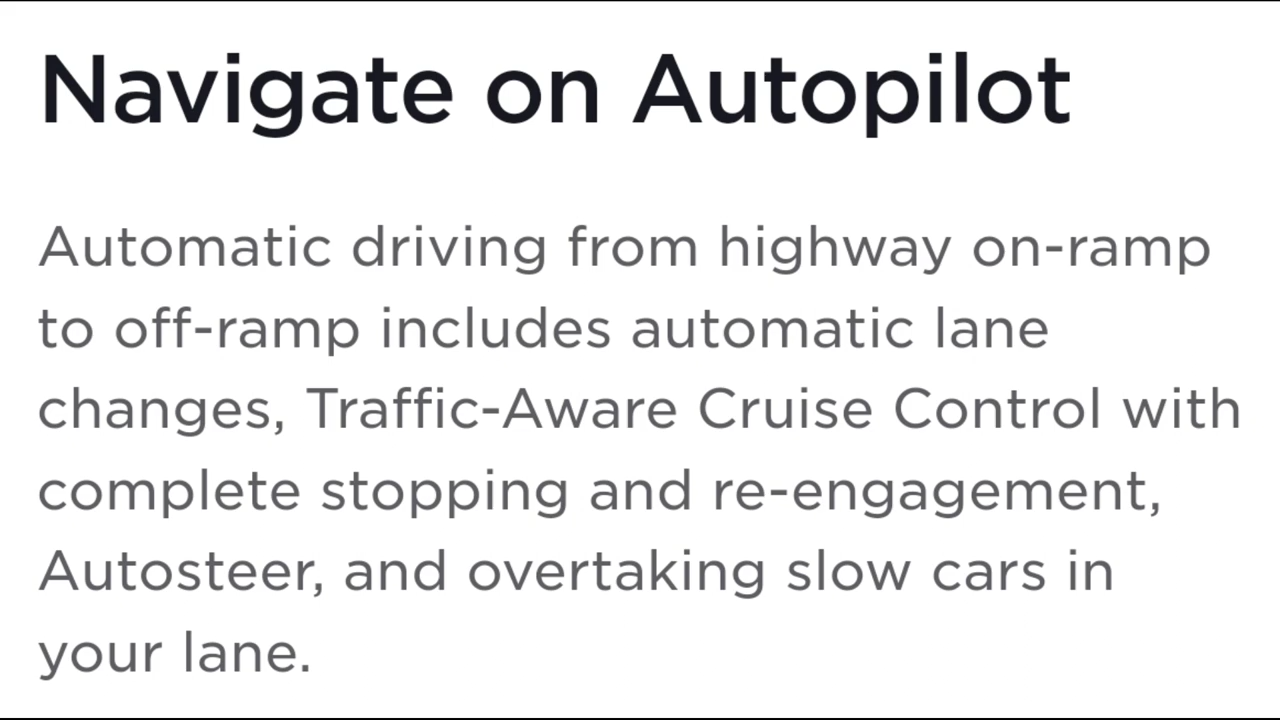 Navigate on Autopilot
Automatic driving from highway on-ramp
to off-ramp includes automatic lane
changes, Traffic-Aware Cruise Control with
complete stopping and re-engagement,
Autosteer, and overtaking slow cars in
your lane.